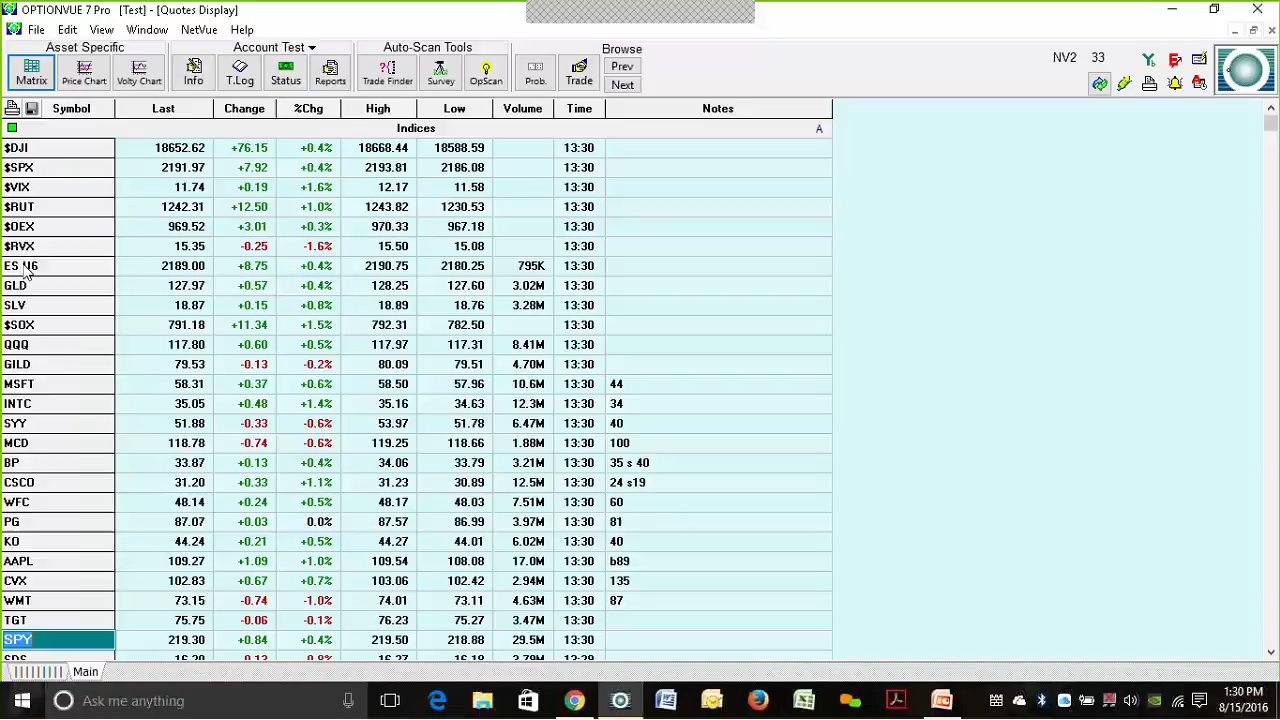 OPTIONVUE 7 Pro [Test] - [Quotes Display]
File Edit View Window NetVue Help
Asset Specific Account Test Auto-Scan Tools Browse
Matrix Price Chart Volty Chart Info T.Log Status Reports Trade Finder Survey OpScan Prob. Trade Prev Next NV2 33
Symbol Last Change %Chg High Low Volume Time Notes
Indices A
$DJI 18652.62 +76.15 +0.4% 18668.44 18588.59 13:30
$SPX 2191.97 +7.92 +0.4% 2193.81 2186.08 13:30
$VIX 11.74 +0.19 +1.6% 12.17 11.58 13:30
$RUT 1242.31 +12.50 +1.0% 1243.82 1230.53 13:30
$OEX 969.52 +3.01 +0.3% 970.33 967.18 13:30
$RVX 15.35 -0.25 -1.6% 15.50 15.08 13:30
ES 2189.00 +8.75 +0.4% 2190.75 2180.25 795K 13:30
GLD 127.97 +0.57 +0.4% 128.25 127.60 3.02M 13:30
SLV 18.87 +0.15 +0.8% 18.89 18.76 3.28M 13:30
$SOX 791.18 +11.34 +1.5% 792.31 782.50 13:30
QQQ 117.80 +0.60 +0.5% 117.97 117.31 8.41M 13:30
GILD 79.53 -0.13 -0.2% 80.09 79.51 4.70M 13:30
MSFT 58.31 +0.37 +0.6% 58.50 57.96 10.6M 13:30 44
INTC 35.05 +0.48 +1.4% 35.16 34.63 12.3M 13:30 34
SYY 51.88 -0.33 -0.6% 53.97 51.78 6.47M 13:30 40
MCD 118.78 -0.74 -0.6% 119.25 118.66 1.88M 13:30 100
BP 33.87 +0.13 +0.4% 34.06 33.79 3.21M 13:30 35 s 40
CSCO 31.20 +0.33 +1.1% 31.23 30.89 12.5M 13:30 24 s19
WFC 48.14 +0.24 +0.5% 48.17 48.03 7.51M 13:30 60
PG 87.07 +0.03 0.0% 87.57 86.99 3.97M 13:30 81
KO 44.24 +0.21 +0.5% 44.27 44.01 6.02M 13:30 40
AAPL 109.27 +1.09 +1.0% 109.54 108.08 17.0M 13:30 b89
CVX 102.83 +0.67 +0.7% 103.06 102.42 2.94M 13:30 135
WMT 73.15 -0.74 -1.0% 74.01 73.11 4.63M 13:30 87
TGT 75.75 -0.06 -0.1% 76.23 75.27 3.47M 13:30
SPY 219.30 +0.84 +0.4% 219.50 218.88 29.5M 13:30
Main
Ask me anything
1:30 PM
8/15/2016